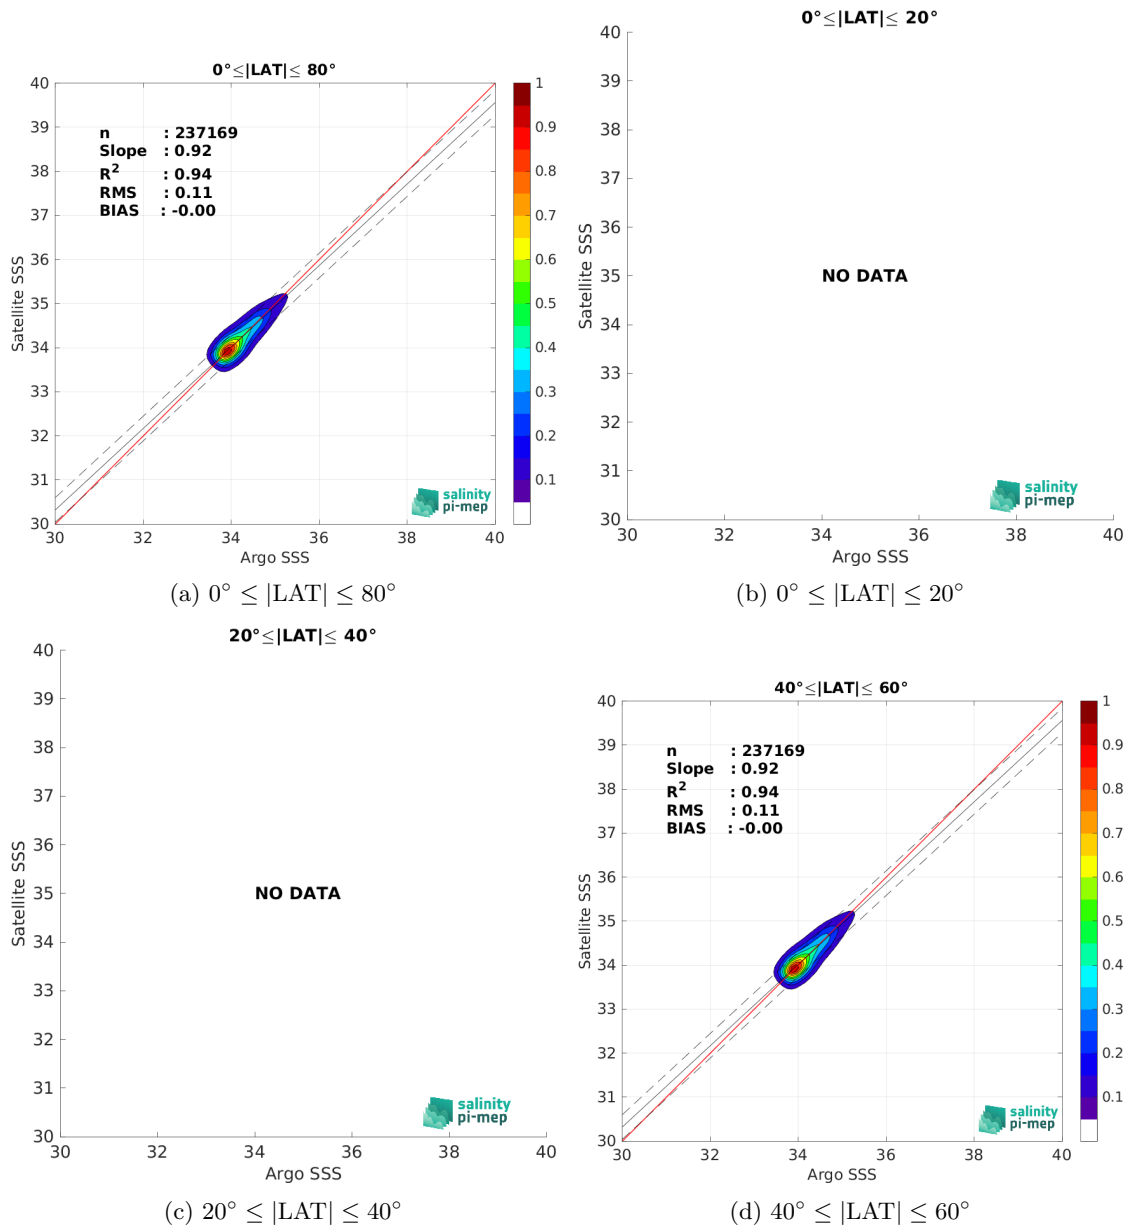 0°≤|LAT|≤ 80°
n : 237169
Slope : 0.92
R2 : 0.94
RMS : 0.11
BIAS : -0.00
40
39
38
37
36
35
34
33
32
31
30
30 32 34 36 38 40
Satellite SSS
Argo SSS
1
0.9
0.8
0.7
0.6
0.5
0.4
0.3
0.2
0.1
salinity
pi-mep
(a) 0° ≤ |LAT| ≤ 80°
0°≤|LAT|≤ 20°
40
39
38
37
36
35
34
33
32
31
30
30 32 34 36 38 40
Satellite SSS
Argo SSS
NO DATA
salinity
pi-mep
(b) 0° ≤ |LAT| ≤ 20°
20°≤|LAT|≤ 40°
40
39
38
37
36
35
34
33
32
31
30
30 32 34 36 38 40
Satellite SSS
Argo SSS
NO DATA
salinity
pi-mep
(c) 20° ≤ |LAT| ≤ 40°
40°≤|LAT|≤ 60°
n : 237169
Slope : 0.92
R2 : 0.94
RMS : 0.11
BIAS : -0.00
40
39
38
37
36
35
34
33
32
31
30
30 32 34 36 38 40
Satellite SSS
Argo SSS
1
0.9
0.8
0.7
0.6
0.5
0.4
0.3
0.2
0.1
salinity
pi-mep
(d) 40° ≤ |LAT| ≤ 60°